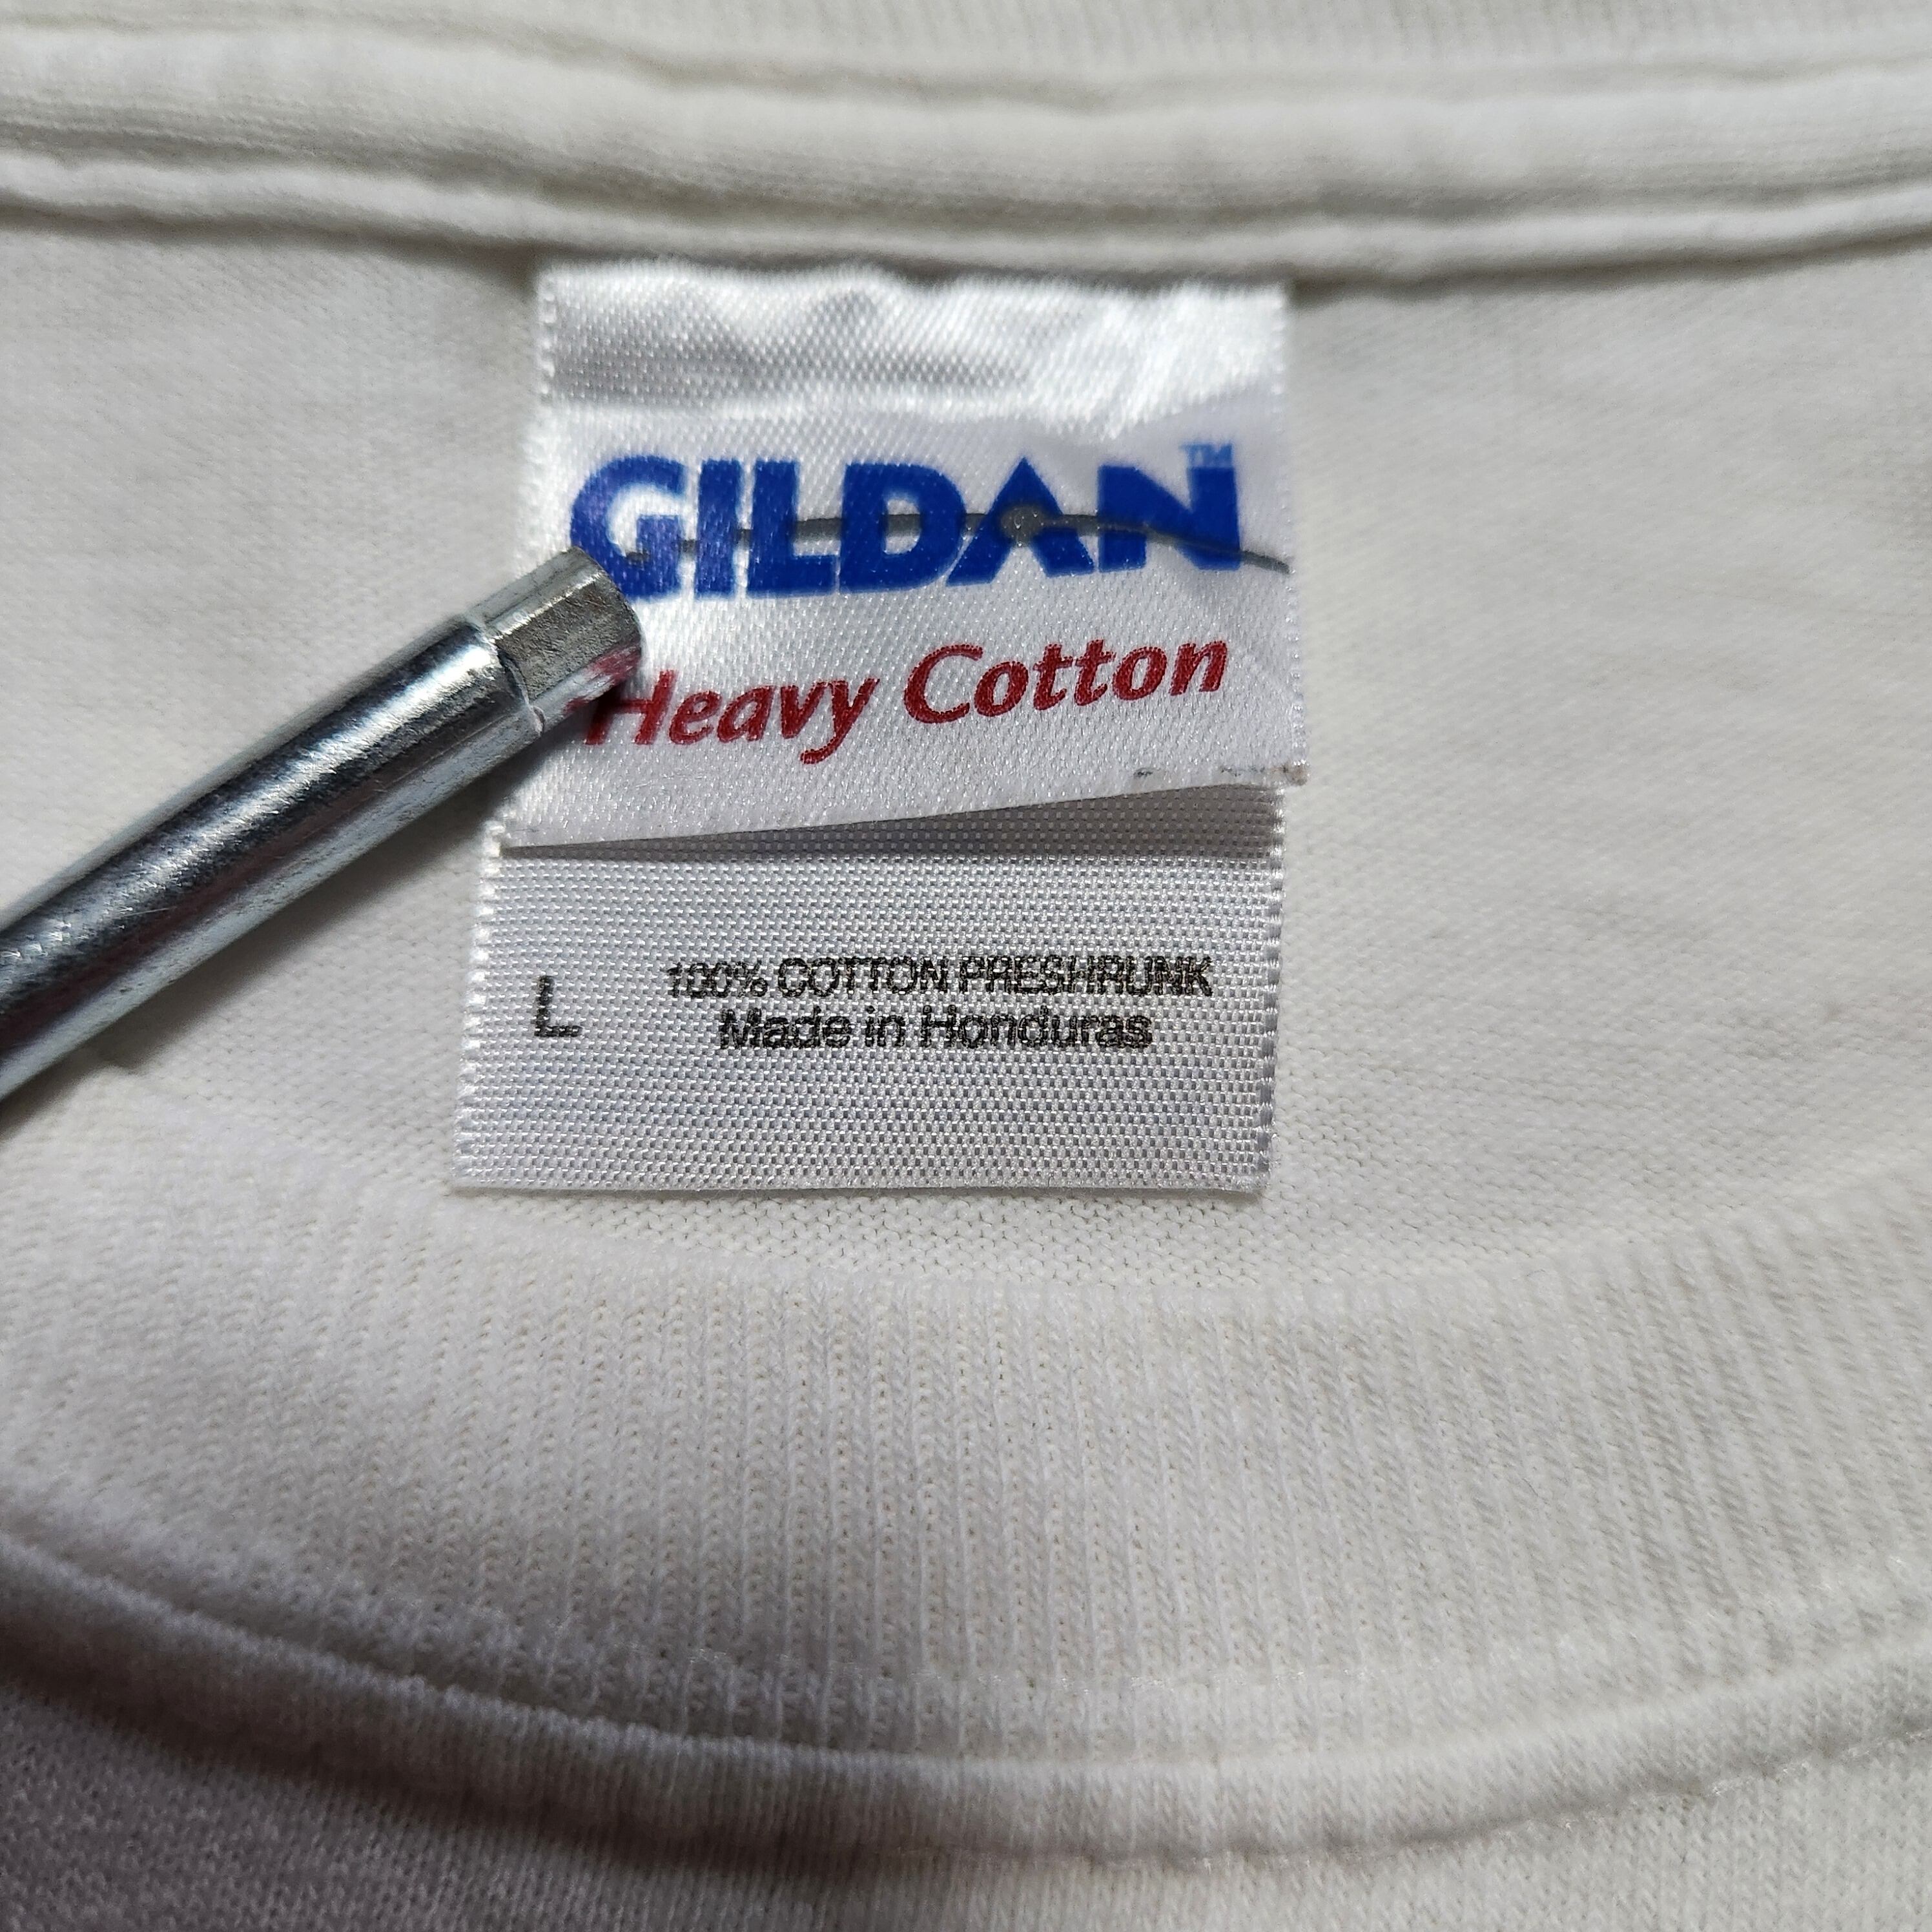 GILDAN™
Heavy Cotton
L
100% COTTON PRESHRUNK
Made in Honduras